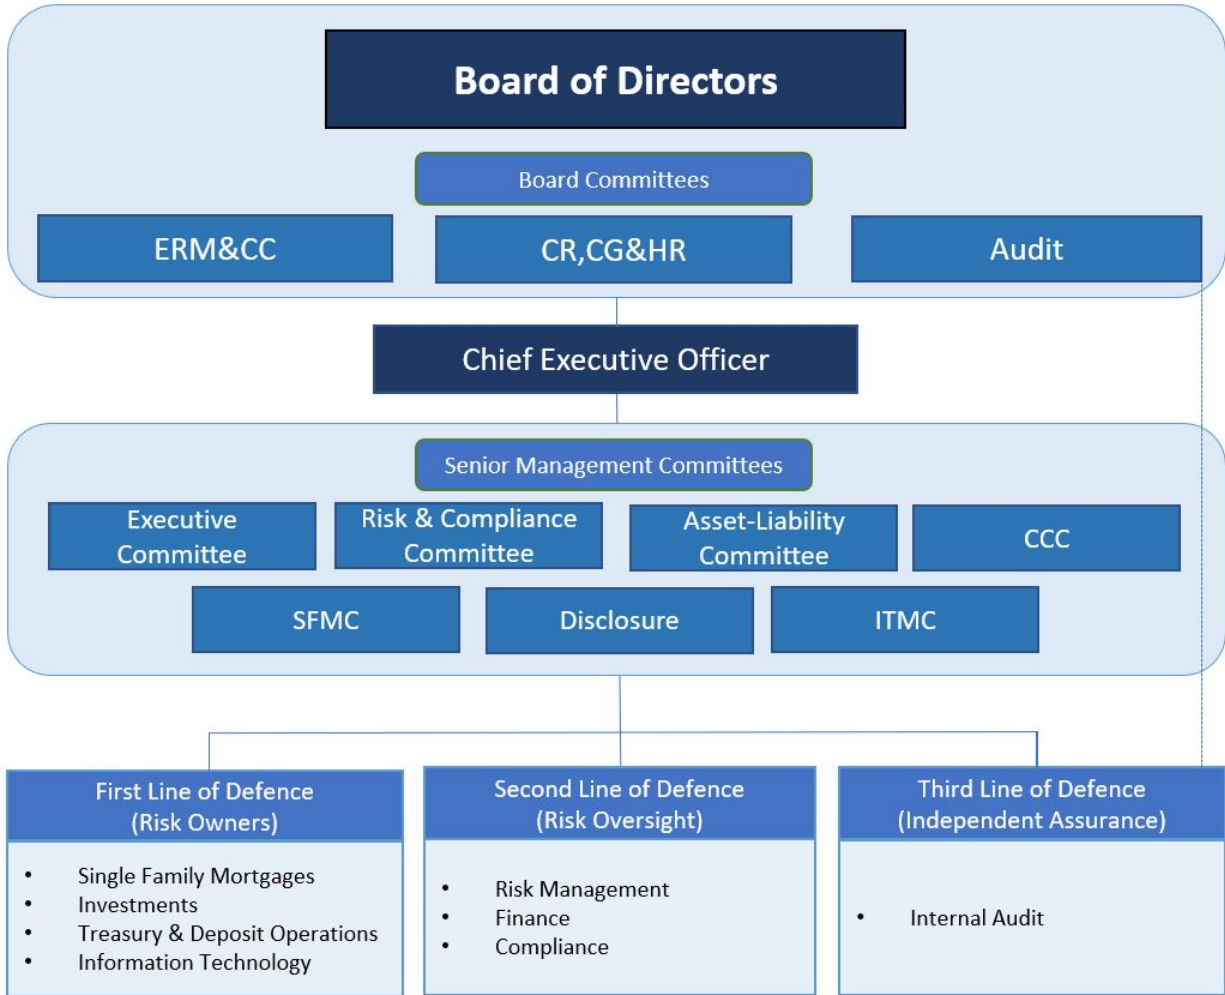 Board of Directors
Board Committees
ERM&CC
CR,CG&HR
Audit
Chief Executive Officer
Senior Management Committees
Executive
Committee
Risk & Compliance
Committee
Asset-Liability
Committee
CCC
SFMC
Disclosure
ITMC
First Line of Defence
(Risk Owners)
• Single Family Mortgages
• Investments
• Treasury & Deposit Operations
• Information Technology
Second Line of Defence
(Risk Oversight)
• Risk Management
• Finance
• Compliance
Third Line of Defence
(Independent Assurance)
• Internal Audit